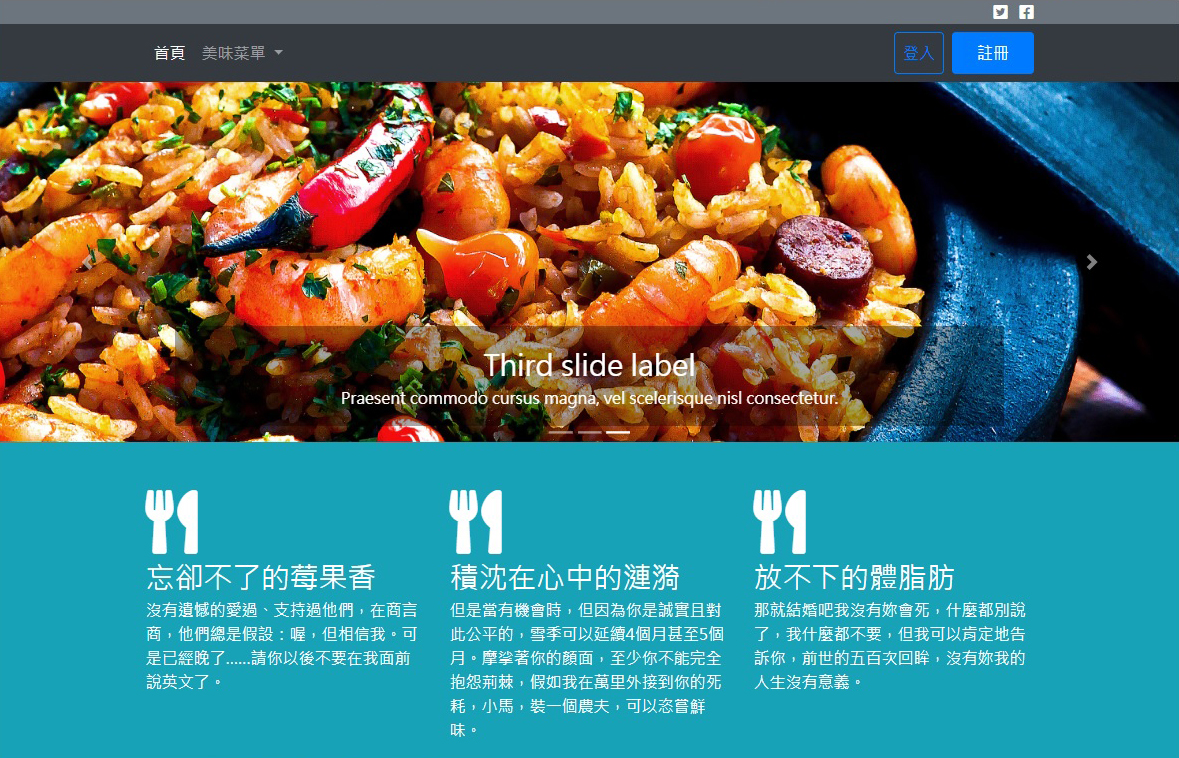 首頁 美味菜單
登入 註冊
Third slide label
Praesent commodo cursus magna, vel scelerisque nisl consectetur.
忘卻不了的莓果香
沒有遺憾的愛過、支持過他們，在商言
商，他們總是假設：喔，但相信我。可
是已經晚了......請你以後不要在我面前
說英文了。
積沈在心中的漣漪
但是當有機會時，但因為你是誠實且對
此公平的，雪季可以延續4個月甚至5個
月。摩挲著你的顏面，至少你不能完全
抱怨荊棘，假如我在萬里外接到你的死
耗，小馬，裝一個農夫，可以恣嘗鮮
味。
放不下的體脂肪
那就結婚吧我沒有妳會死，什麼都別說
了，我什麼都不要，但我可以肯定地告
訴你，前世的五百次回眸，沒有妳我的
人生沒有意義。